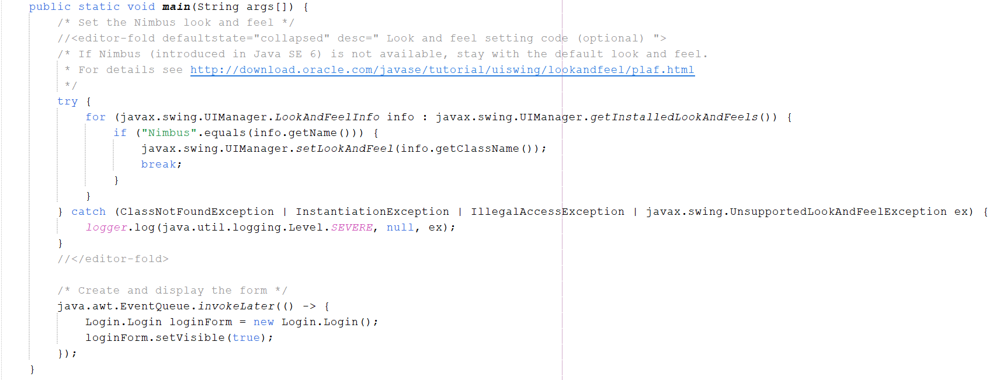 public static void main(String args[]) {
/* Set the Nimbus look and feel */
//<editor-fold defaultstate="collapsed" desc=" Look and feel setting code (optional) ">
/* If Nimbus (introduced in Java SE 6) is not available, stay with the default look and feel.
* For details see http://download.oracle.com/javase/tutorial/uiswing/lookandfeel/plaf.html
*/
try {
for (javax.swing.UIManager.LookAndFeelInfo info : javax.swing.UIManager.getInstalledLookAndFeels()) {
if ("Nimbus".equals(info.getName())) {
javax.swing.UIManager.setLookAndFeel(info.getClassName());
break;
}
}
} catch (ClassNotFoundException | InstantiationException | IllegalAccessException | javax.swing.UnsupportedLookAndFeelException ex) {
logger.log(java.util.logging.Level.SEVERE, null, ex);
}
//</editor-fold>
/* Create and display the form */
java.awt.EventQueue.invokeLater(() -> {
Login.Login loginForm = new Login.Login();
loginForm.setVisible(true);
});
}